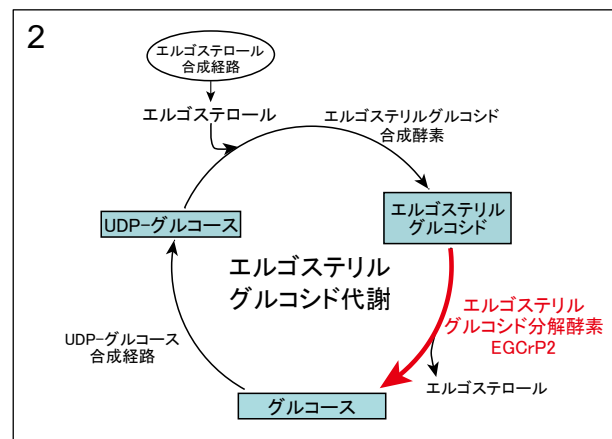 2
エルゴステロール
合成経路
エルゴステロール
エルゴステリルグルコシド
合成酵素
UDP-グルコース
エルゴステリル
グルコシド
エルゴステリル
グルコシド代謝
エルゴステリル
グルコシド分解酵素
EGCrP2
UDP-グルコース
合成経路
エルゴステロール
グルコース